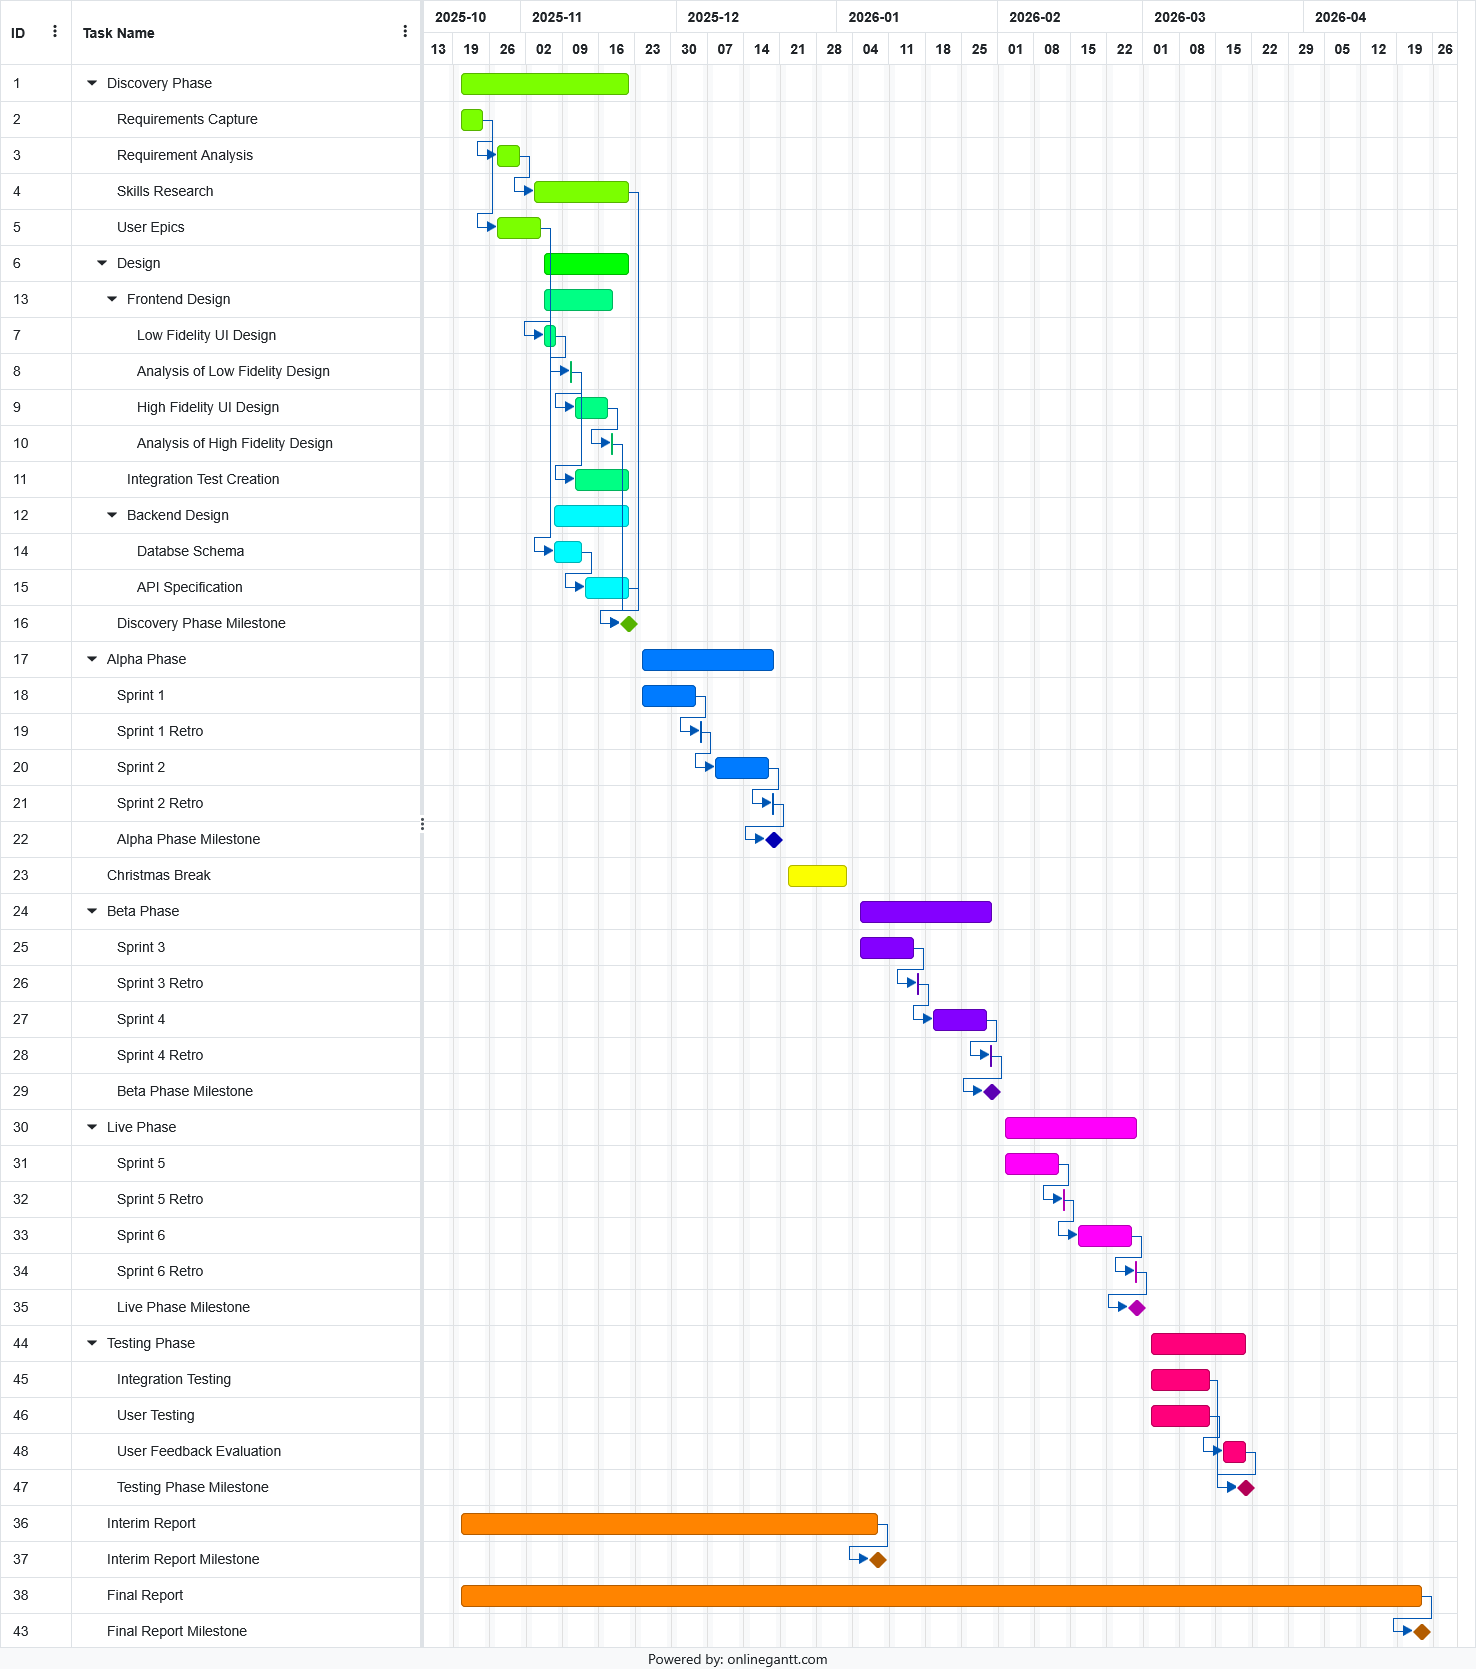 ID Task Name 2025-10 2025-11 2025-12 2026-01 2026-02 2026-03 2026-04
13 19 26 02 09 16 23 30 07 14 21 28 04 11 18 25 01 08 15 22 01 08 15 22 29 05 12 19 26
1 Discovery Phase
2 Requirements Capture
3 Requirement Analysis
4 Skills Research
5 User Epics
6 Design
13 Frontend Design
7 Low Fidelity UI Design
8 Analysis of Low Fidelity Design
9 High Fidelity UI Design
10 Analysis of High Fidelity Design
11 Integration Test Creation
12 Backend Design
14 Databse Schema
15 API Specification
16 Discovery Phase Milestone
17 Alpha Phase
18 Sprint 1
19 Sprint 1 Retro
20 Sprint 2
21 Sprint 2 Retro
22 Alpha Phase Milestone
23 Christmas Break
24 Beta Phase
25 Sprint 3
26 Sprint 3 Retro
27 Sprint 4
28 Sprint 4 Retro
29 Beta Phase Milestone
30 Live Phase
31 Sprint 5
32 Sprint 5 Retro
33 Sprint 6
34 Sprint 6 Retro
35 Live Phase Milestone
44 Testing Phase
45 Integration Testing
46 User Testing
48 User Feedback Evaluation
47 Testing Phase Milestone
36 Interim Report
37 Interim Report Milestone
38 Final Report
43 Final Report Milestone
Powered by: onlinegantt.com